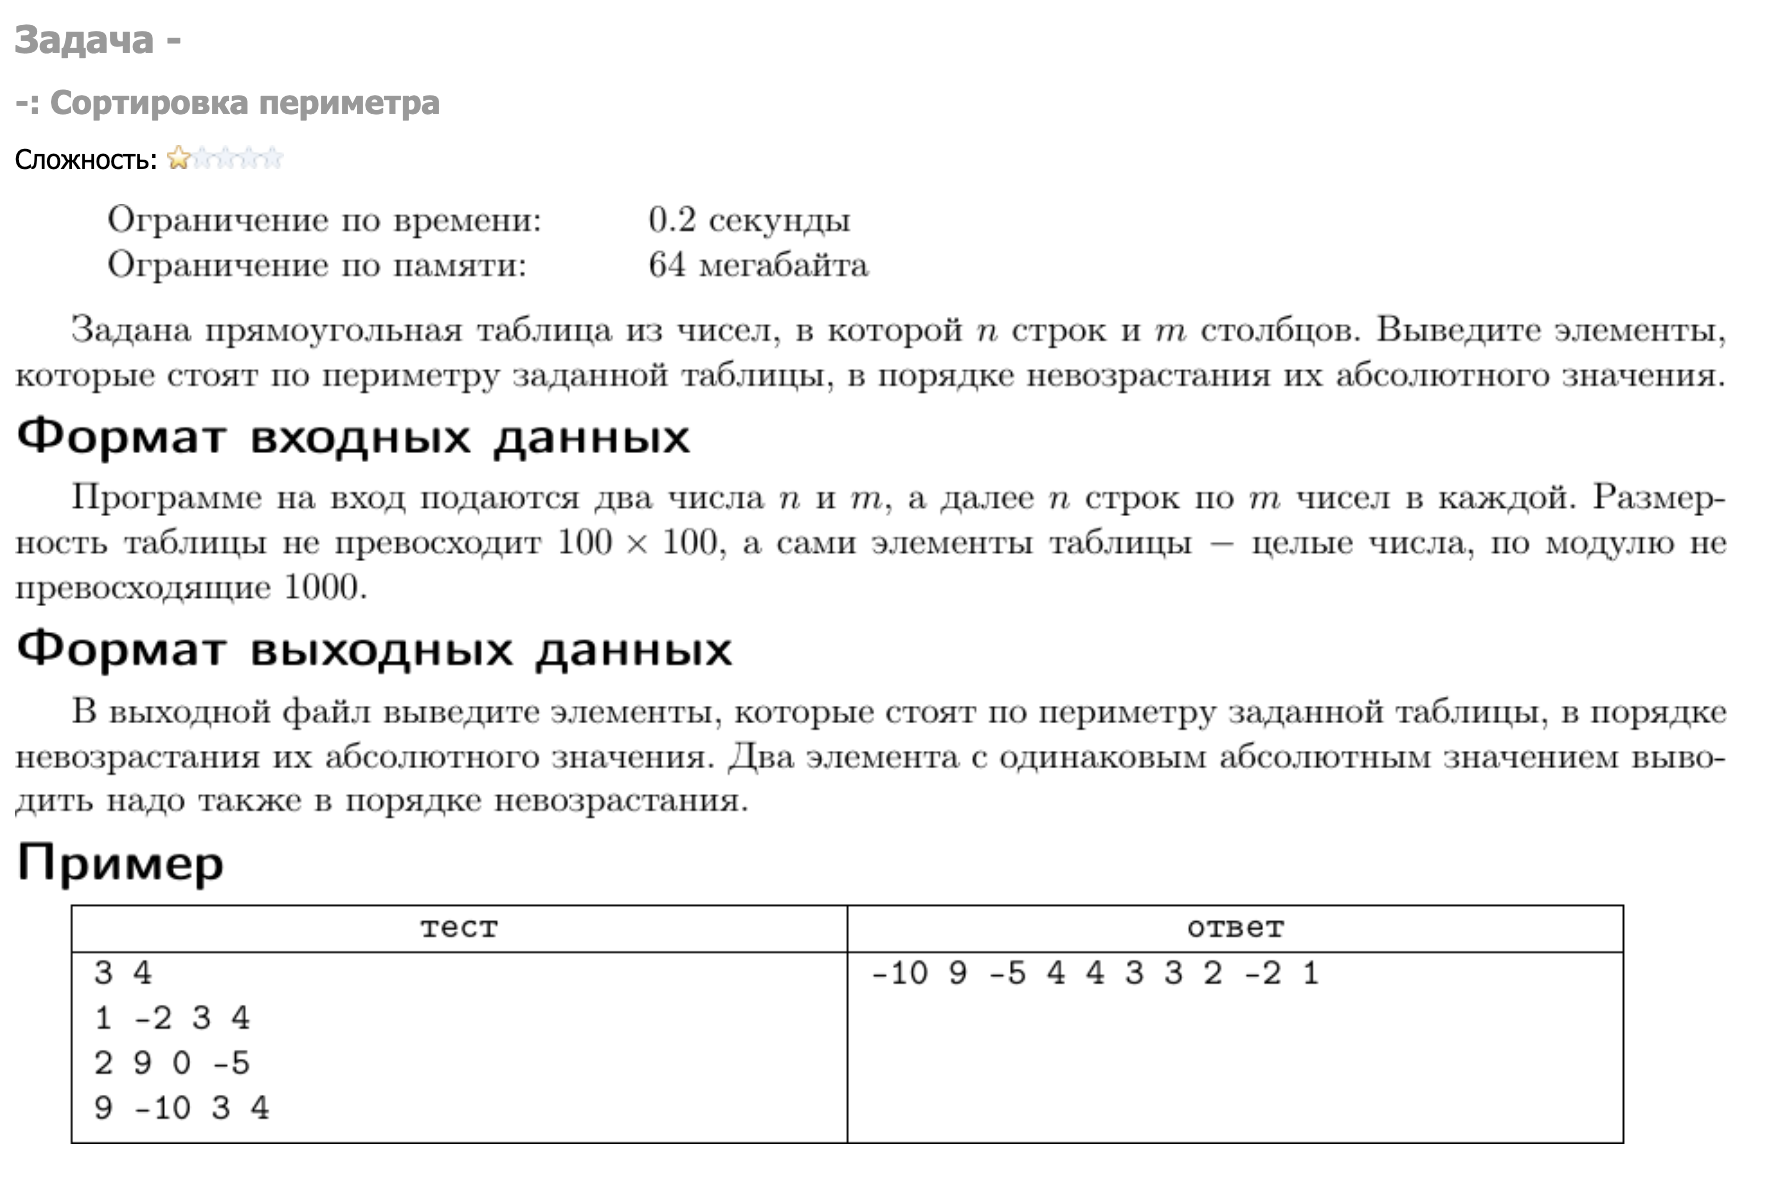 Задача -
-: Сортировка периметра
Сложность:
Ограничение по времени: 0.2 секунды
Ограничение по памяти: 64 мегабайта
Задана прямоугольная таблица из чисел, в которой n строк и m столбцов. Выведите элементы,
которые стоят по периметру заданной таблицы, в порядке невозрастания их абсолютного значения.
Формат входных данных
Программе на вход подаются два числа n и m, а далее n строк по m чисел в каждой. Размер-
ность таблицы не превосходит 100 × 100, а сами элементы таблицы – целые числа, по модулю не
превосходящие 1000.
Формат выходных данных
В выходной файл выведите элементы, которые стоят по периметру заданной таблицы, в порядке
невозрастания их абсолютного значения. Два элемента с одинаковым абсолютным значением выво-
дить надо также в порядке невозрастания.
Пример
тест ответ
3 4 -10 9 -5 4 4 3 3 2 -2 1
1 -2 3 4
2 9 0 -5
9 -10 3 4